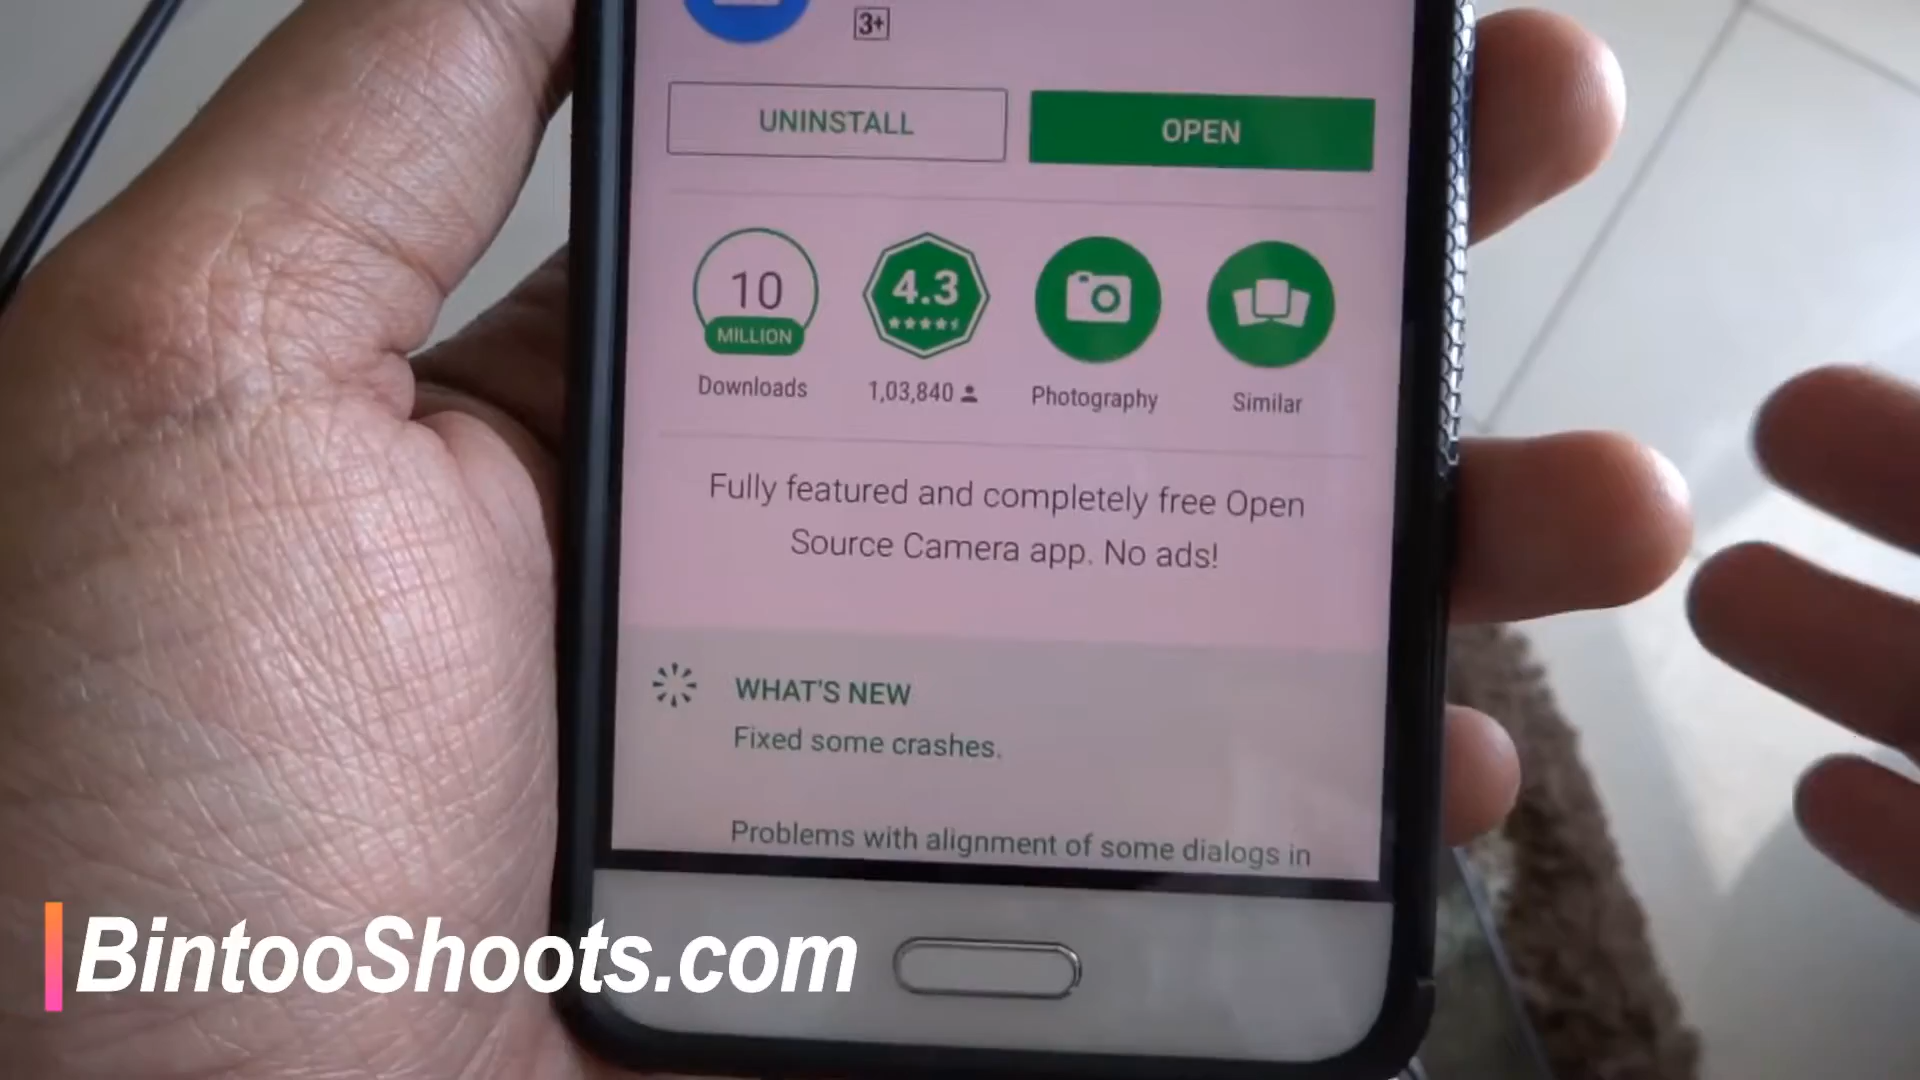 3+
UNINSTALL
OPEN
10
MILLION
Downloads
4.3
1,03,840
Photography
Similar
Fully featured and completely free Open
Source Camera app. No ads!
WHAT'S NEW
Fixed some crashes.
Problems with alignment of some dialogs in
BintooShoots.com